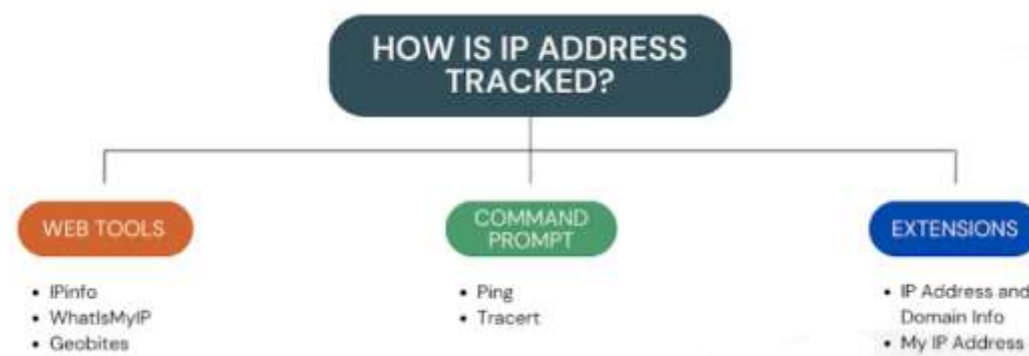 HOW IS IP ADDRESS
TRACKED?
WEB TOOLS
• IPinfo
• WhatIsMyIP
• Geobites
COMMAND
PROMPT
• Ping
• Tracert
EXTENSIONS
• IP Address and
Domain Info
• My IP Address